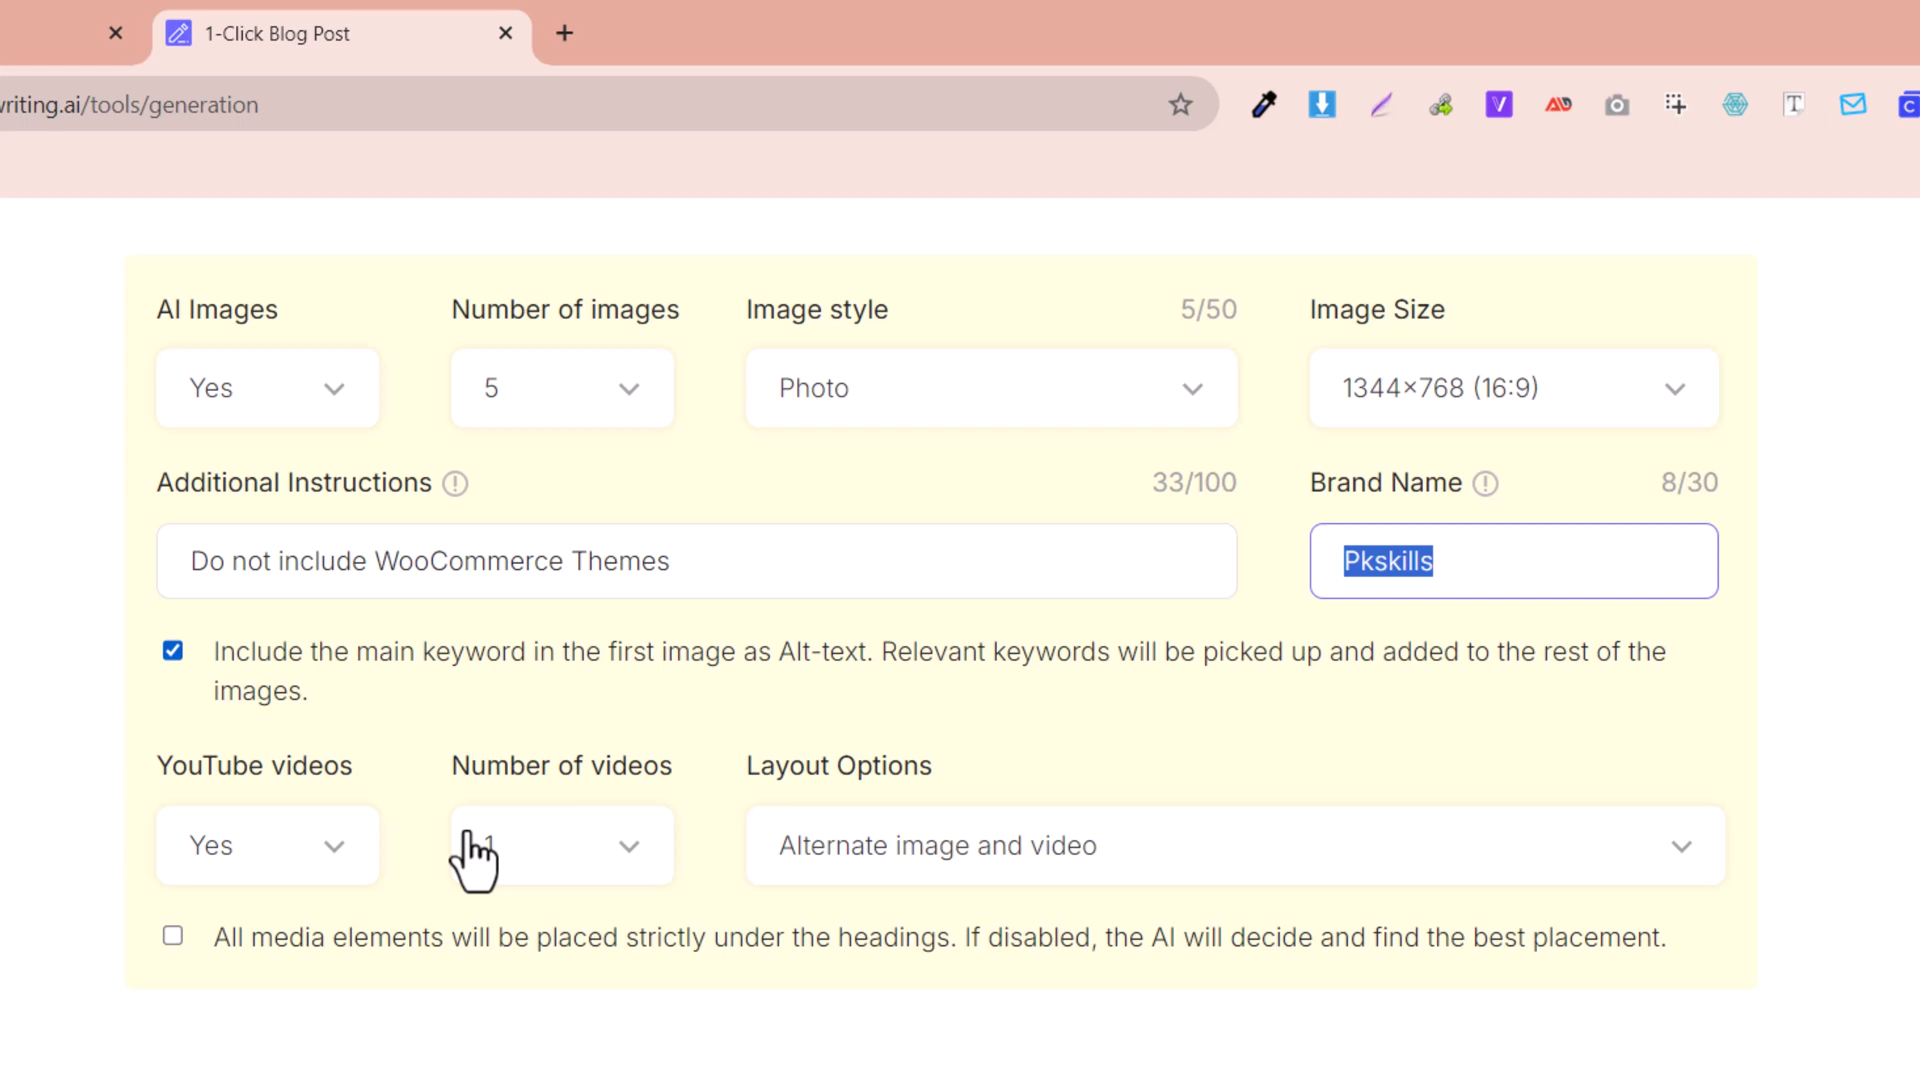 1-Click Blog Post
writing.ai/tools/generation
AI Images
Number of images
Image style
5/50
Image Size
Yes
5
Photo
1344×768 (16:9)
Additional Instructions
33/100
Brand Name
8/30
Do not include WooCommerce Themes
Pkskills
Include the main keyword in the first image as Alt-text. Relevant keywords will be picked up and added to the rest of the
images.
YouTube videos
Number of videos
Layout Options
Yes
1
Alternate image and video
All media elements will be placed strictly under the headings. If disabled, the AI will decide and find the best placement.